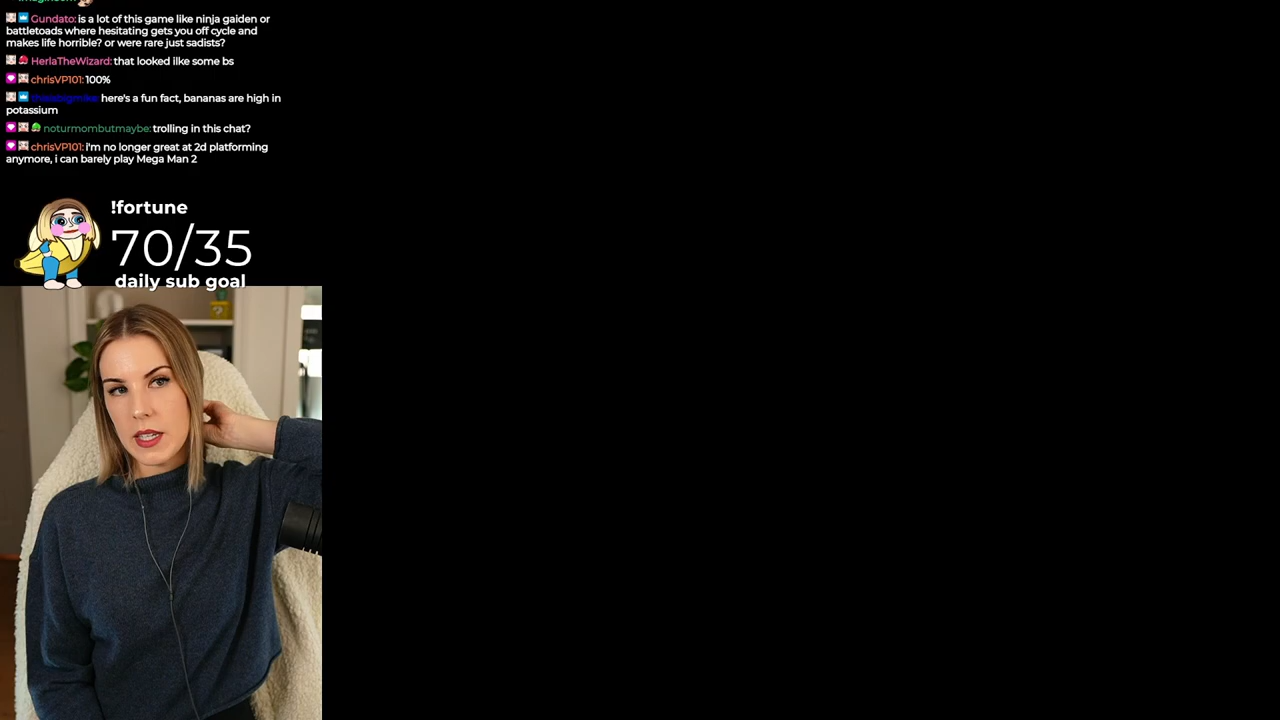 Gundato: is a lot of this game like ninja gaiden or
battletoads where hesitating gets you off cycle and
makes life horrible? or were rare just sadists?
HerlaTheWizard: that looked ilke some bs
chrisVP101: 100%
thisisbigmike: here's a fun fact, bananas are high in
potassium
noturmombutmaybe: trolling in this chat?
chrisVP101: i'm no longer great at 2d platforming
anymore, i can barely play Mega Man 2
!fortune
70/35
daily sub goal